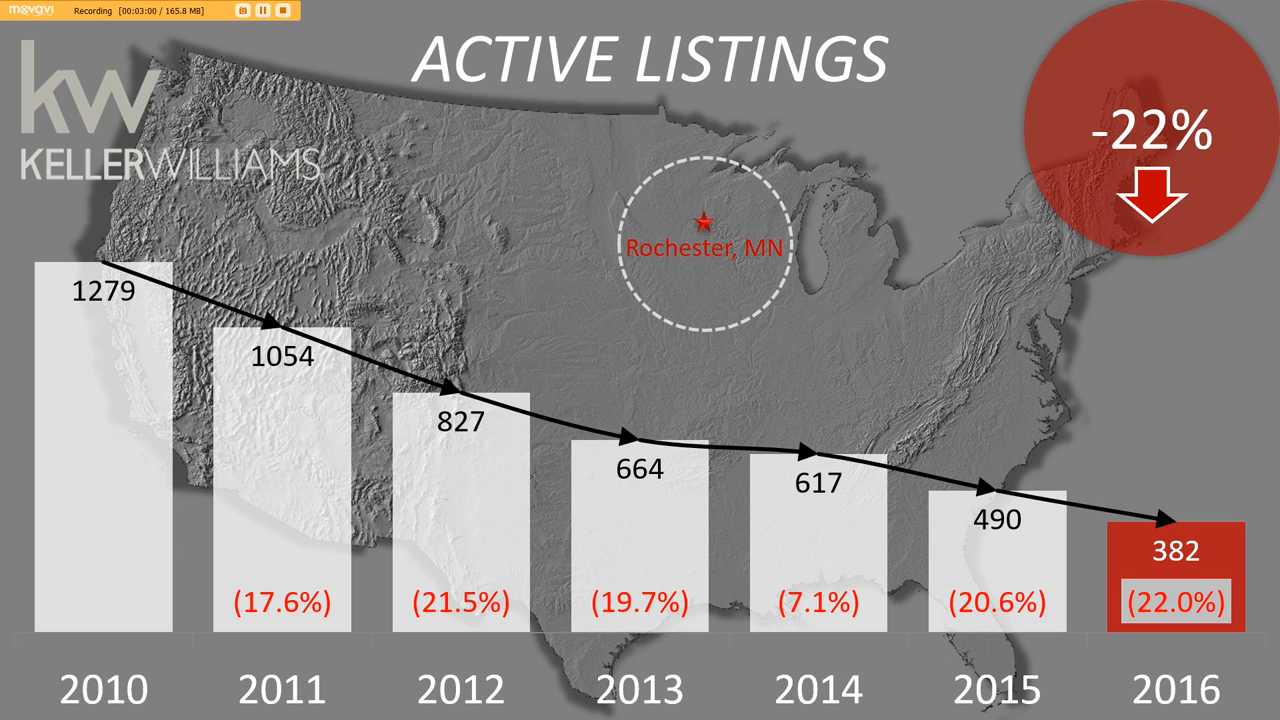 movavi Recording [00:03:00 / 165.8 MB]
kw
KELLERWILLIAMS
ACTIVE LISTINGS
-22%
Rochester, MN
1279
1054
827
664
617
490
382
(17.6%) (21.5%) (19.7%) (7.1%) (20.6%) (22.0%)
2010 2011 2012 2013 2014 2015 2016